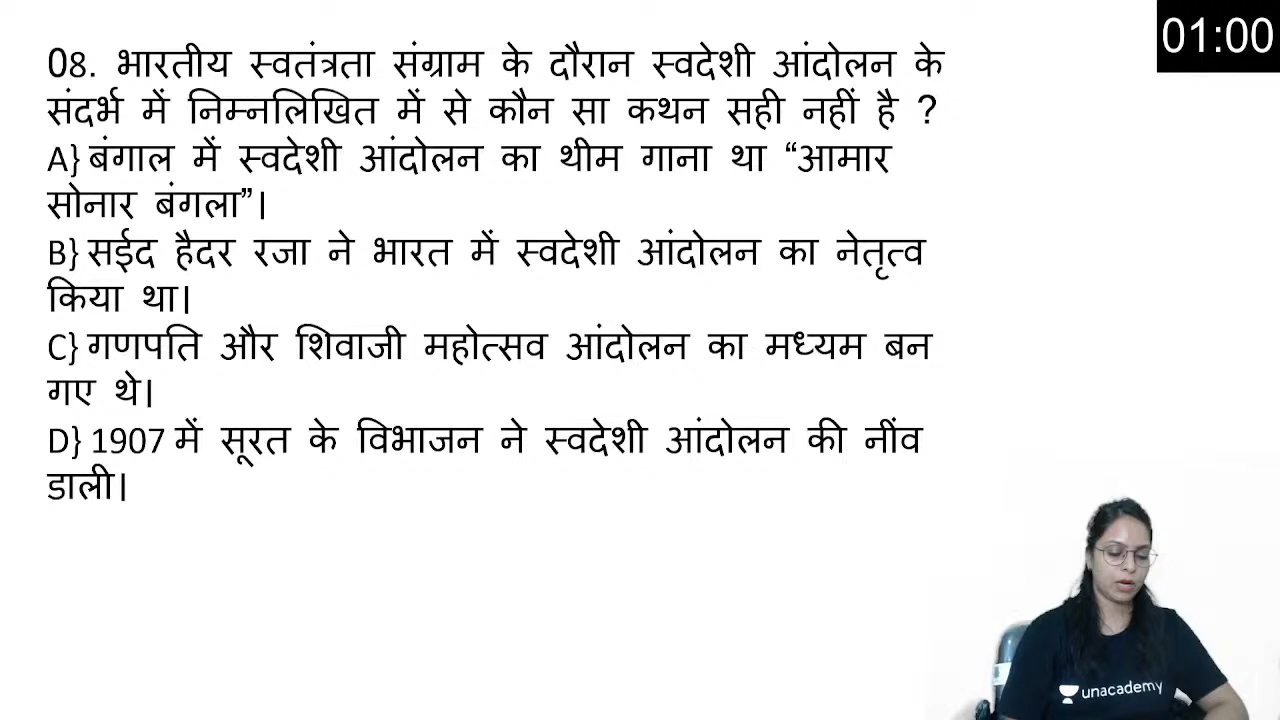 01:00
08. भारतीय स्वतंत्रता संग्राम के दौरान स्वदेशी आंदोलन के
संदर्भ में निम्नलिखित में से कौन सा कथन सही नहीं है ?
A} बंगाल में स्वदेशी आंदोलन का थीम गाना था “आमार
सोनार बंगला”।
B} सईद हैदर रजा ने भारत में स्वदेशी आंदोलन का नेतृत्व
किया था।
C} गणपति और शिवाजी महोत्सव आंदोलन का मध्यम बन
गए थे।
D} 1907 में सूरत के विभाजन ने स्वदेशी आंदोलन की नींव
डाली।
unacademy